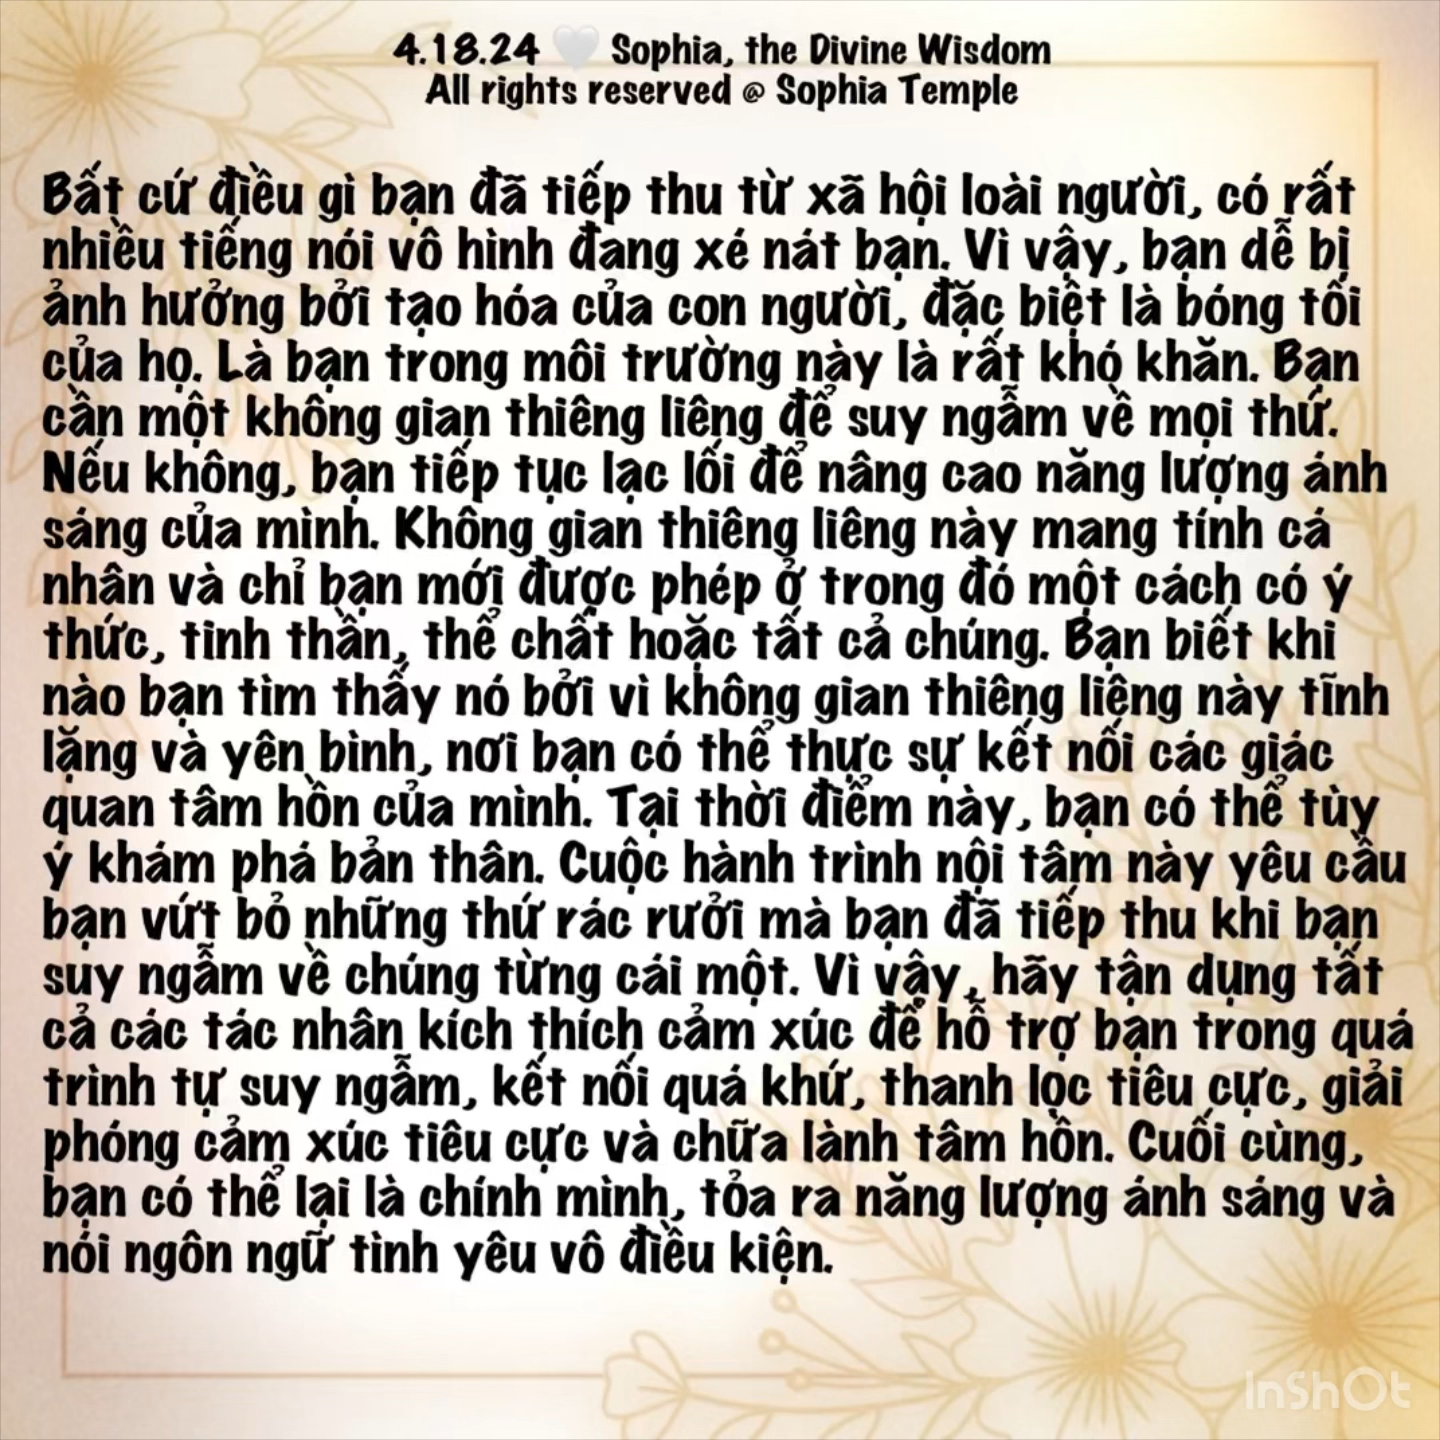 4.18.24 🤍 Sophia, the Divine Wisdom
All rights reserved @ Sophia Temple
Bất cứ điều gì bạn đã tiếp thu từ xã hội loài người, có rất
nhiều tiếng nói vô hình đang xé nát bạn. Vì vậy, bạn dễ bị
ảnh hưởng bởi tạo hóa của con người, đặc biệt là bóng tối
của họ. Là bạn trong môi trường này là rất khó khăn. Bạn
cần một không gian thiêng liêng để suy ngẫm về mọi thứ.
Nếu không, bạn tiếp tục lạc lối để nâng cao năng lượng ánh
sáng của mình. Không gian thiêng liêng này mang tính cá
nhân và chỉ bạn mới được phép ở trong đó một cách có ý
thức, tinh thần, thể chất hoặc tất cả chúng. Bạn biết khi
nào bạn tìm thấy nó bởi vì không gian thiêng liêng này tĩnh
lặng và yên bình, nơi bạn có thể thực sự kết nối các giác
quan tâm hồn của mình. Tại thời điểm này, bạn có thể tùy
ý khám phá bản thân. Cuộc hành trình nội tâm này yêu cầu
bạn vứt bỏ những thứ rác rưởi mà bạn đã tiếp thu khi bạn
suy ngẫm về chúng từng cái một. Vì vậy, hãy tận dụng tất
cả các tác nhân kích thích cảm xúc để hỗ trợ bạn trong quá
trình tự suy ngẫm, kết nối quá khứ, thanh lọc tiêu cực, giải
phóng cảm xúc tiêu cực và chữa lành tâm hồn. Cuối cùng,
bạn có thể lại là chính mình, tỏa ra năng lượng ánh sáng và
nói ngôn ngữ tình yêu vô điều kiện.
InShOt